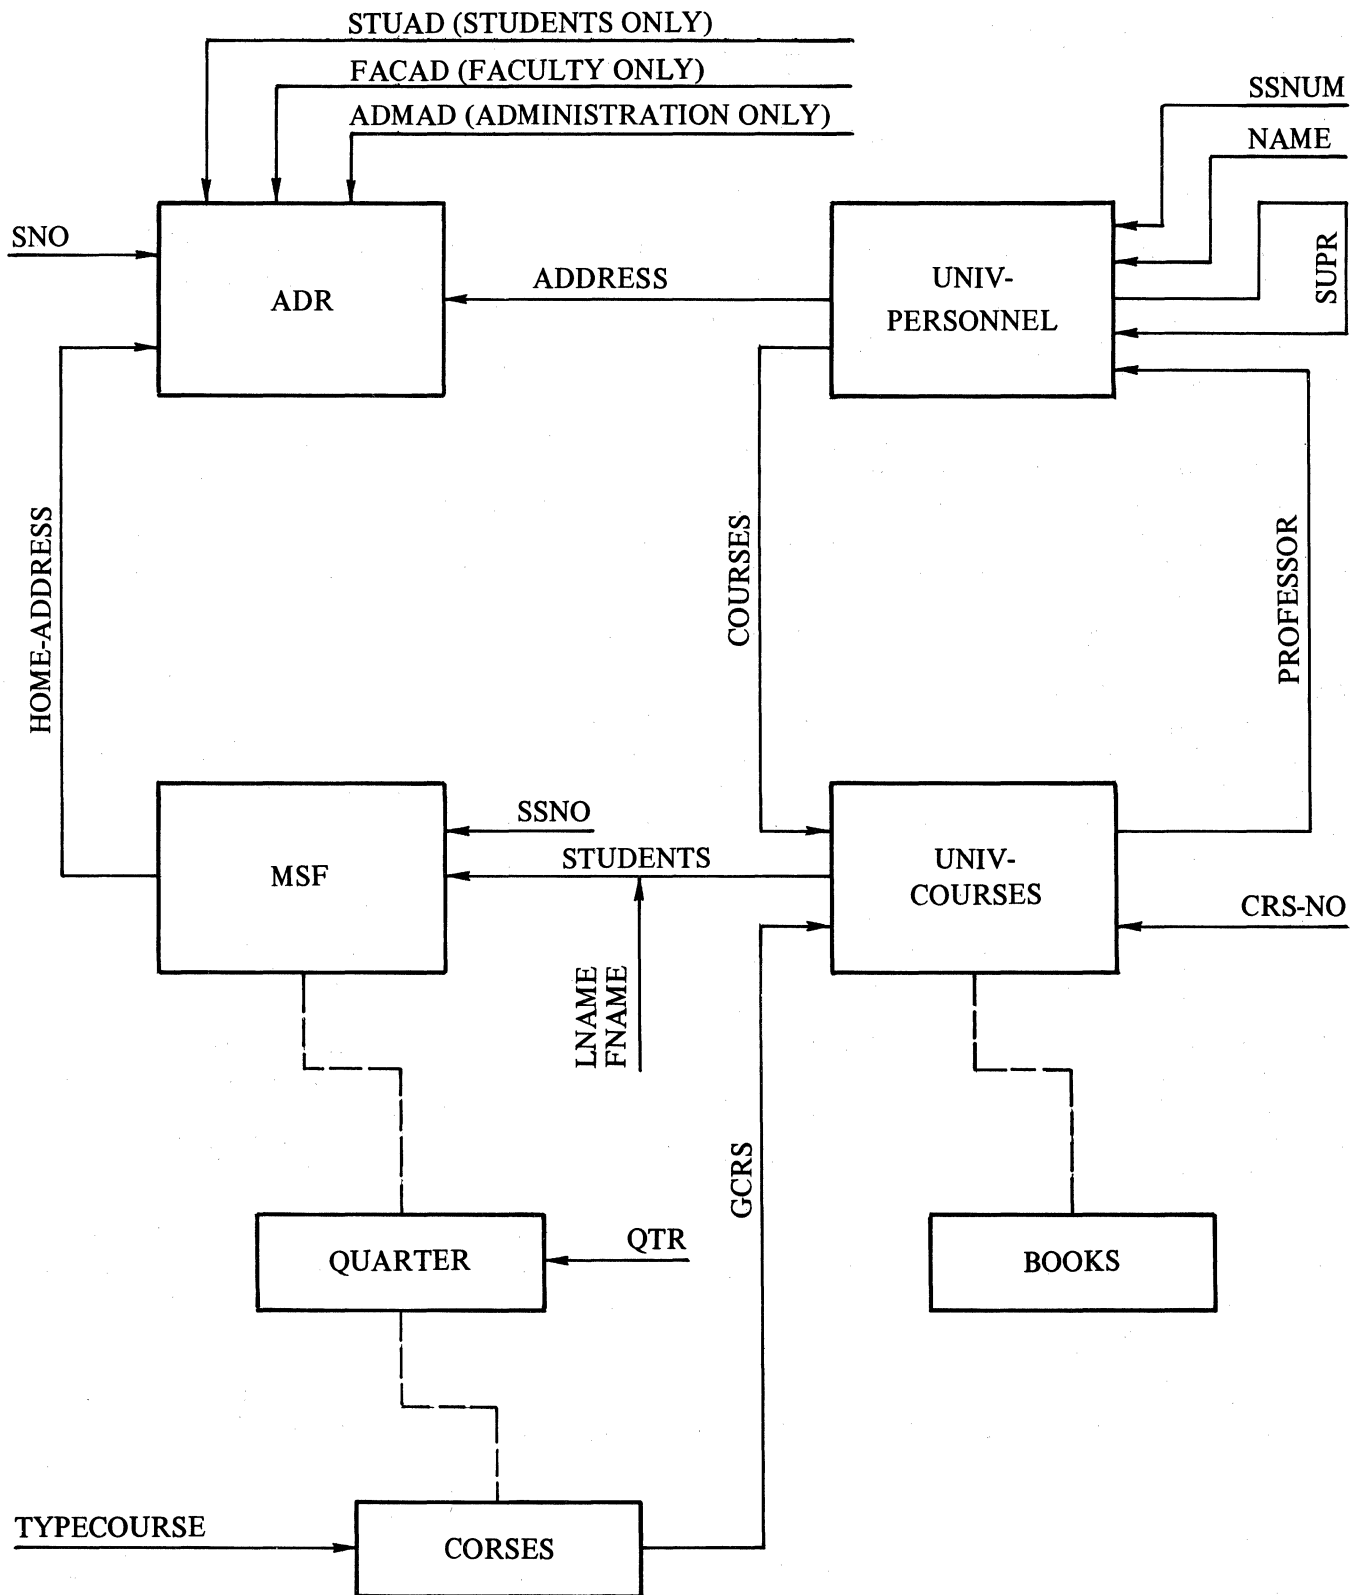 STUAD (STUDENTS ONLY)
FACAD (FACULTY ONLY)
ADMAD (ADMINISTRATION ONLY)
SSNUM
NAME
SNO
ADR
ADDRESS
UNIV-
PERSONNEL
SUPR
HOME-ADDRESS
COURSES
PROFESSOR
SSNO
MSF
STUDENTS
UNIV-
COURSES
CRS-NO
LNAME
FNAME
GCRS
QUARTER
QTR
BOOKS
TYPECOURSE
CORSES